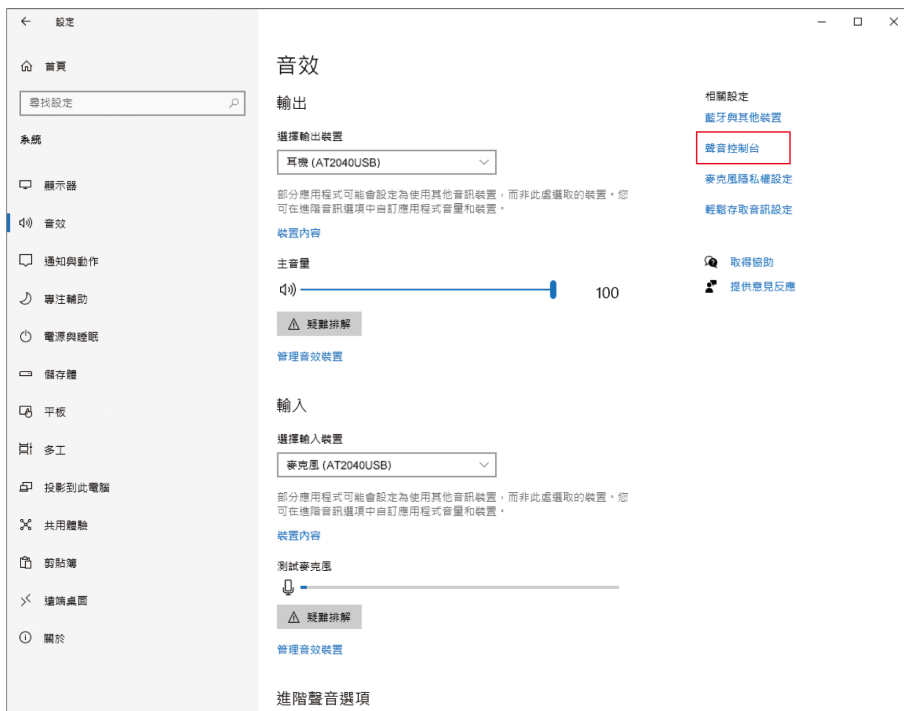 設定
首頁
尋找設定
系統
顯示器
音效
通知與動作
專注輔助
電源與睡眠
儲存體
平板
多工
投影到此電腦
共用體驗
剪貼簿
遠端桌面
關於
音效
輸出
選擇輸出裝置
耳機 (AT2040USB)
部分應用程式可能會設定為使用其他音訊裝置，而非此處選取的裝置。您
可在進階音訊選項中自訂應用程式音量和裝置。
裝置內容
主音量
100
疑難排解
管理音效裝置
輸入
選擇輸入裝置
麥克風 (AT2040USB)
部分應用程式可能會設定為使用其他音訊裝置，而非此處選取的裝置。您
可在進階音訊選項中自訂應用程式音量和裝置。
裝置內容
測試麥克風
疑難排解
管理音效裝置
進階聲音選項
相關設定
藍牙與其他裝置
聲音控制台
麥克風隱私權設定
輕鬆存取音訊設定
取得協助
提供意見反應